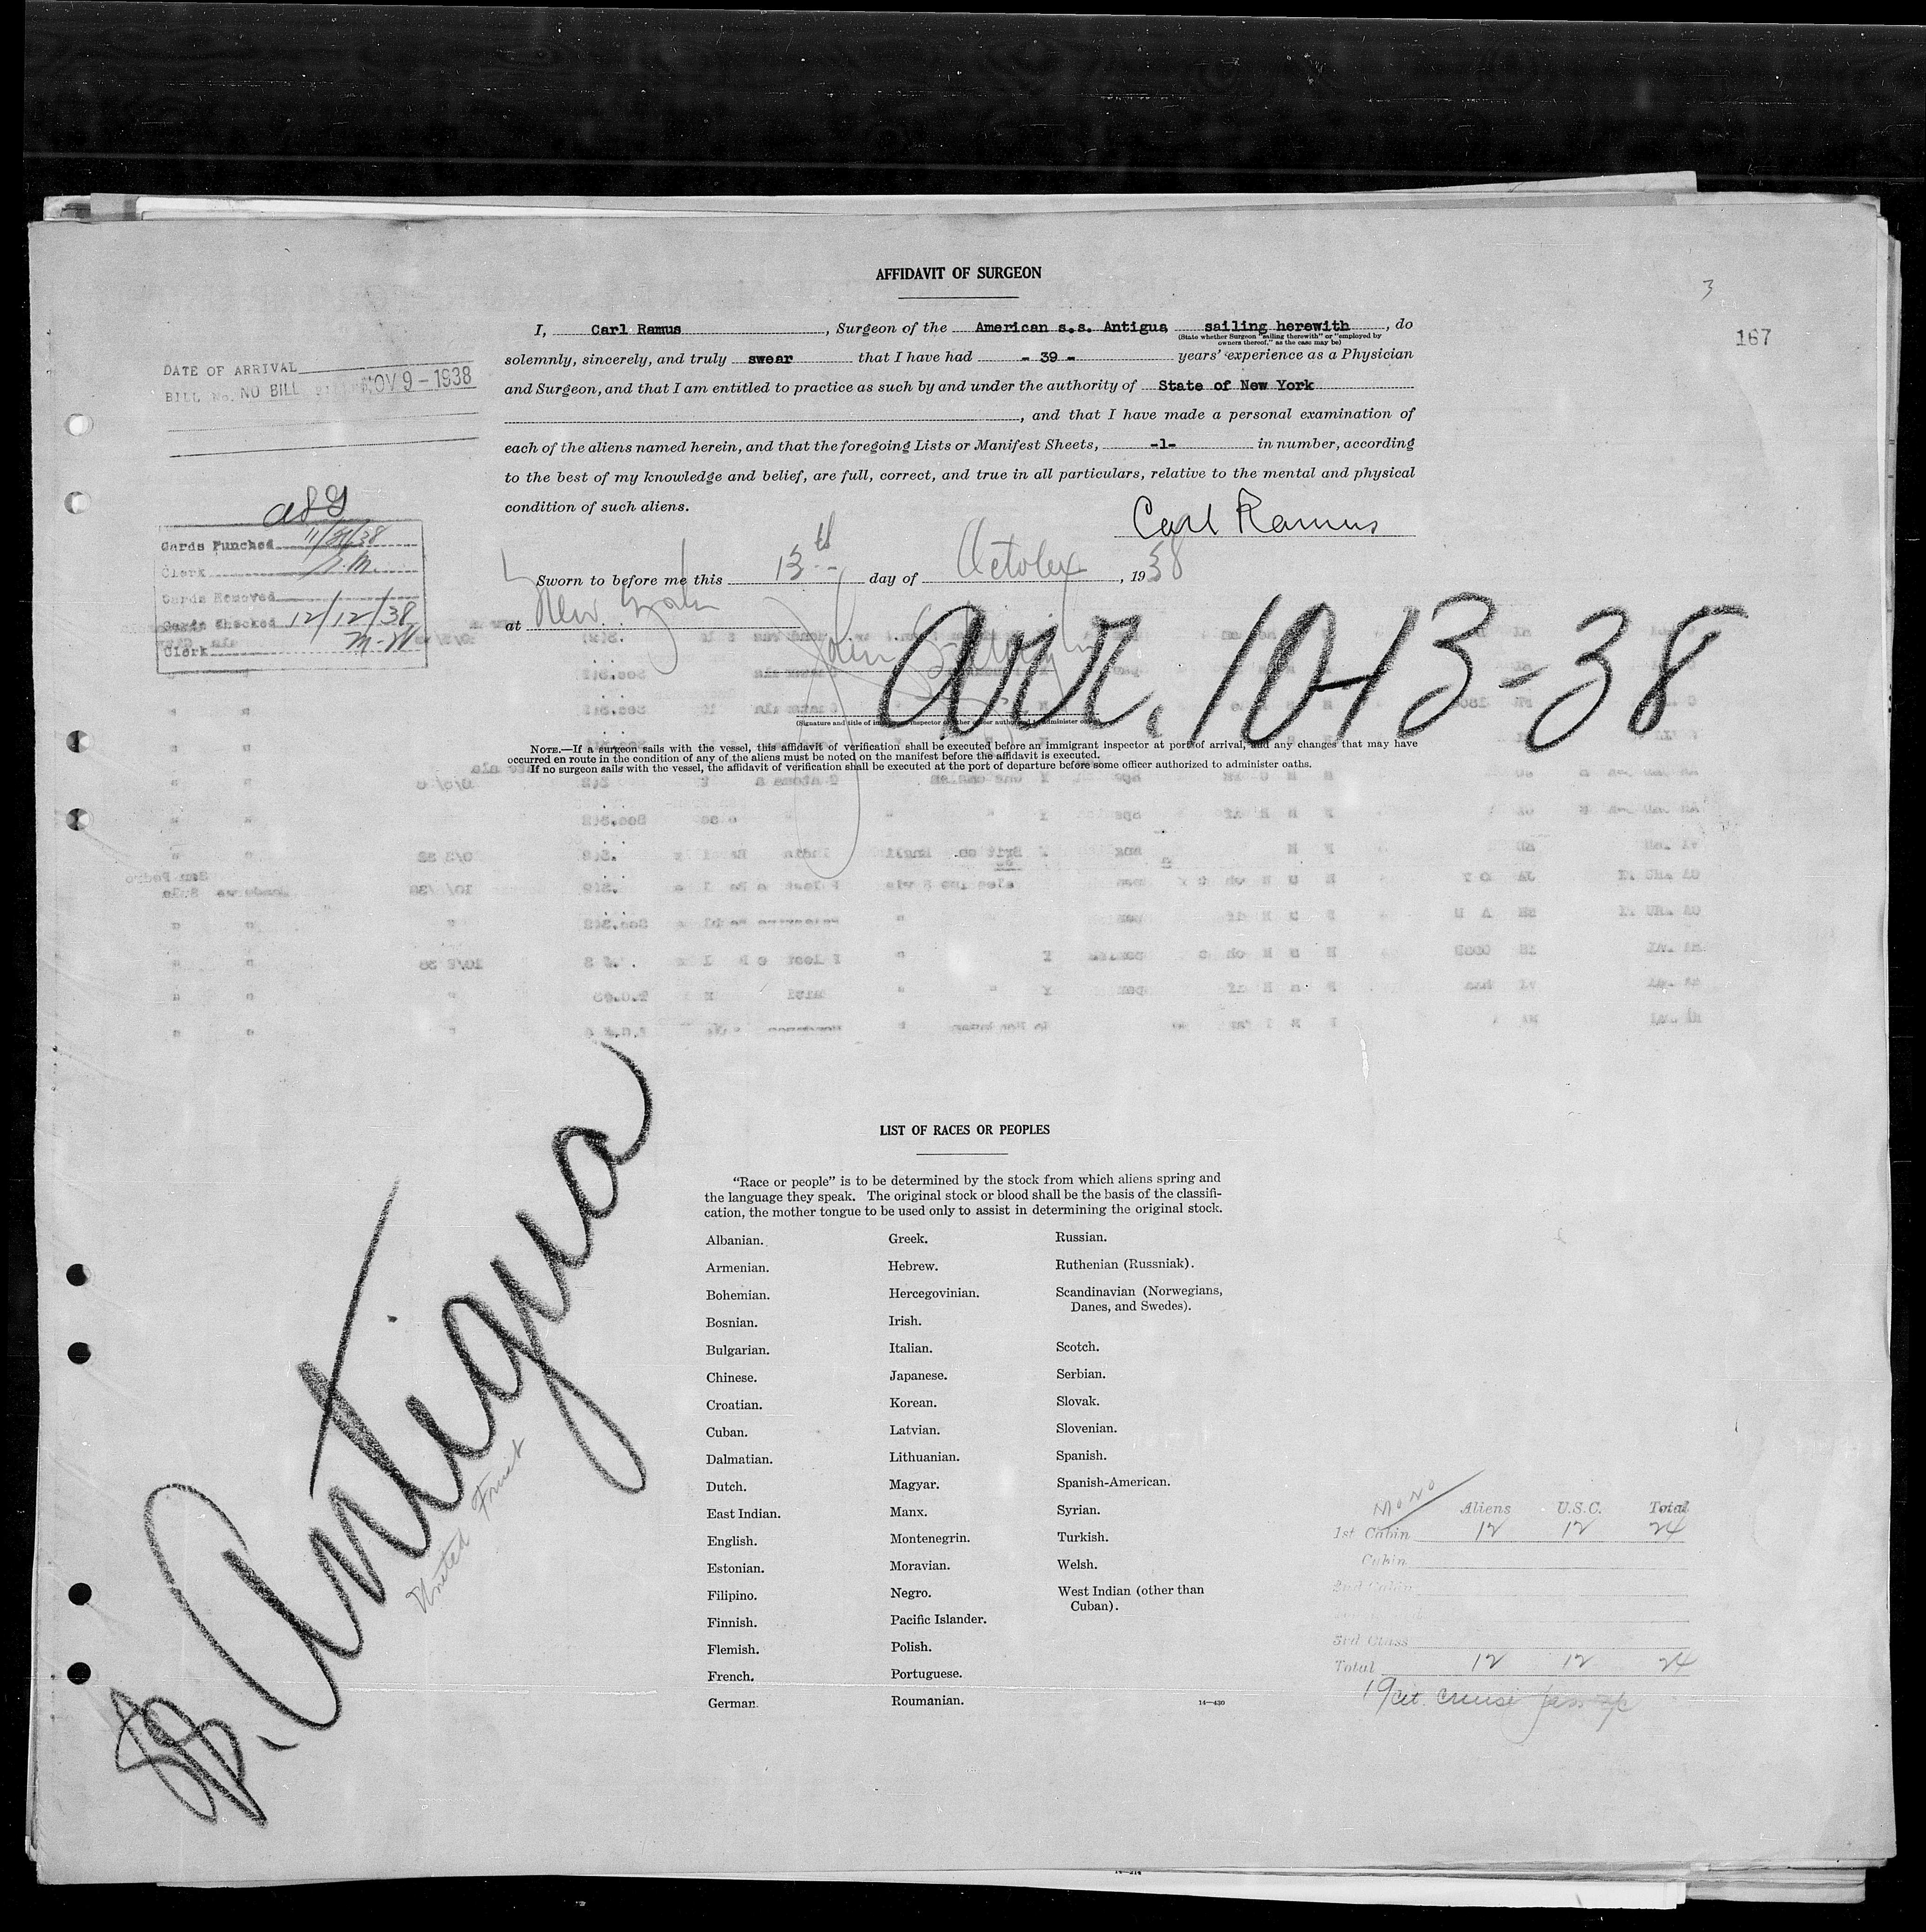 AFFIDAVIT OF SURGEON
3
167
I, Carl Ramus, Surgeon of the American s.s. Antigua sailing herewith, do
(State whether Surgeon "sailing therewith" or "employed by
owners thereof," as the case may be)
solemnly, sincerely, and truly swear that I have had - 39 - years' experience as a Physician
and Surgeon, and that I am entitled to practice as such by and under the authority of State of New York
, and that I have made a personal examination of
each of the aliens named herein, and that the foregoing Lists or Manifest Sheets, -1- in number, according
to the best of my knowledge and belief, are full, correct, and true in all particulars, relative to the mental and physical
condition of such aliens.
Carl Ramus
DATE OF ARRIVAL
BILL No. NO BILL NOV 9 - 1938
Cards Punched
Clerk
Cards Removed
Cards Checked 12/12/38
Clerk M-W
Sworn to before me this 13th day of October, 1938
at New York
arr. 10-13-38
NOTE.—If a surgeon sails with the vessel, this affidavit of verification shall be executed before an immigrant inspector at port of arrival, and any changes that may have
occurred en route in the condition of any of the aliens must be noted on the manifest before the affidavit is executed.
If no surgeon sails with the vessel, the affidavit of verification shall be executed at the port of departure before some officer authorized to administer oaths.
SS. Antigua
United Fruit
LIST OF RACES OR PEOPLES
"Race or people" is to be determined by the stock from which aliens spring and
the language they speak. The original stock or blood shall be the basis of the classifi-
cation, the mother tongue to be used only to assist in determining the original stock.
Albanian.
Armenian.
Bohemian.
Bosnian.
Bulgarian.
Chinese.
Croatian.
Cuban.
Dalmatian.
Dutch.
East Indian.
English.
Estonian.
Filipino.
Finnish.
Flemish.
French.
German.
Greek.
Hebrew.
Hercegovinian.
Irish.
Italian.
Japanese.
Korean.
Latvian.
Lithuanian.
Magyar.
Manx.
Montenegrin.
Moravian.
Negro.
Pacific Islander.
Polish.
Portuguese.
Roumanian.
Russian.
Ruthenian (Russniak).
Scandinavian (Norwegians,
Danes, and Swedes).
Scotch.
Serbian.
Slovak.
Slovenian.
Spanish.
Spanish-American.
Syrian.
Turkish.
Welsh.
West Indian (other than
Cuban).
14—430
MONO
Aliens U.S.C. Total
1st Cabin 12 12 24
Cabin
2nd Cabin
3rd Class
Total 12 12 24
19 cit. cruise